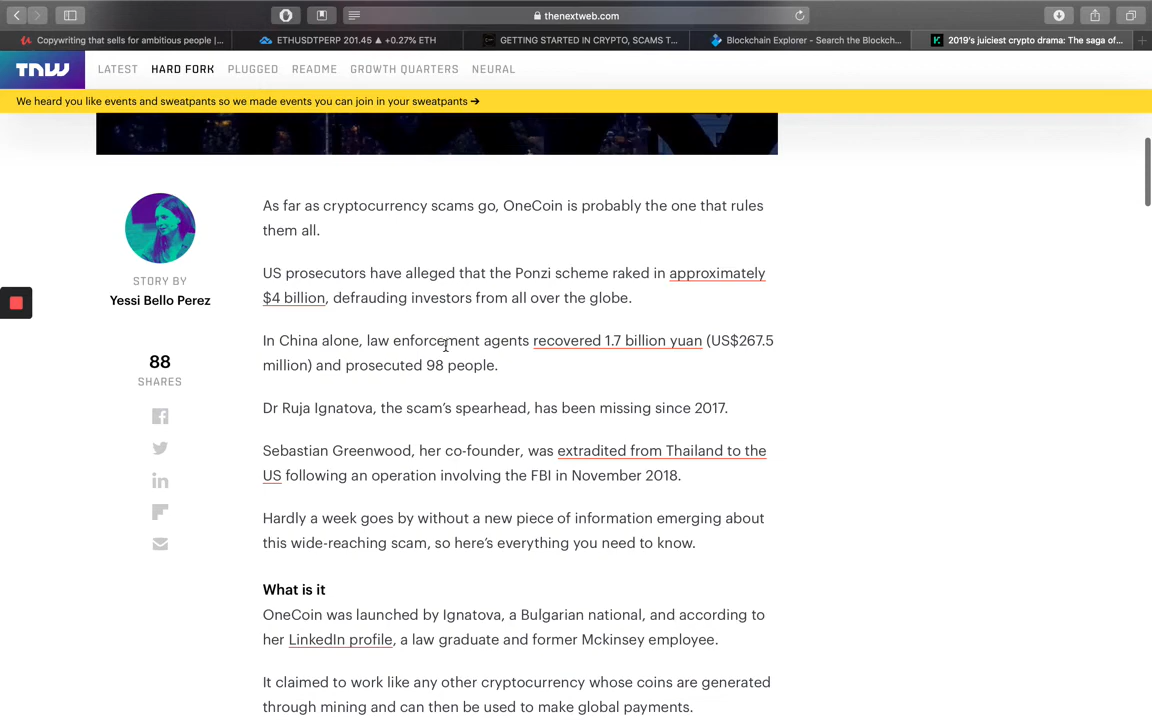 thenextweb.com
Copywriting that sells for ambitious people |...
ETHUSDTPERP 201.45 ▲ +0.27% ETH
GETTING STARTED IN CRYPTO, SCAMS T...
Blockchain Explorer - Search the Blockch...
2019's juiciest crypto drama: The saga of...
TNW
LATEST
HARD FORK
PLUGGED
README
GROWTH QUARTERS
NEURAL
We heard you like events and sweatpants so we made events you can join in your sweatpants →
STORY BY
Yessi Bello Perez
88
SHARES
As far as cryptocurrency scams go, OneCoin is probably the one that rules
them all.
US prosecutors have alleged that the Ponzi scheme raked in approximately
$4 billion, defrauding investors from all over the globe.
In China alone, law enforcement agents recovered 1.7 billion yuan (US$267.5
million) and prosecuted 98 people.
Dr Ruja Ignatova, the scam's spearhead, has been missing since 2017.
Sebastian Greenwood, her co-founder, was extradited from Thailand to the
US following an operation involving the FBI in November 2018.
Hardly a week goes by without a new piece of information emerging about
this wide-reaching scam, so here's everything you need to know.
What is it
OneCoin was launched by Ignatova, a Bulgarian national, and according to
her LinkedIn profile, a law graduate and former Mckinsey employee.
It claimed to work like any other cryptocurrency whose coins are generated
through mining and can then be used to make global payments.